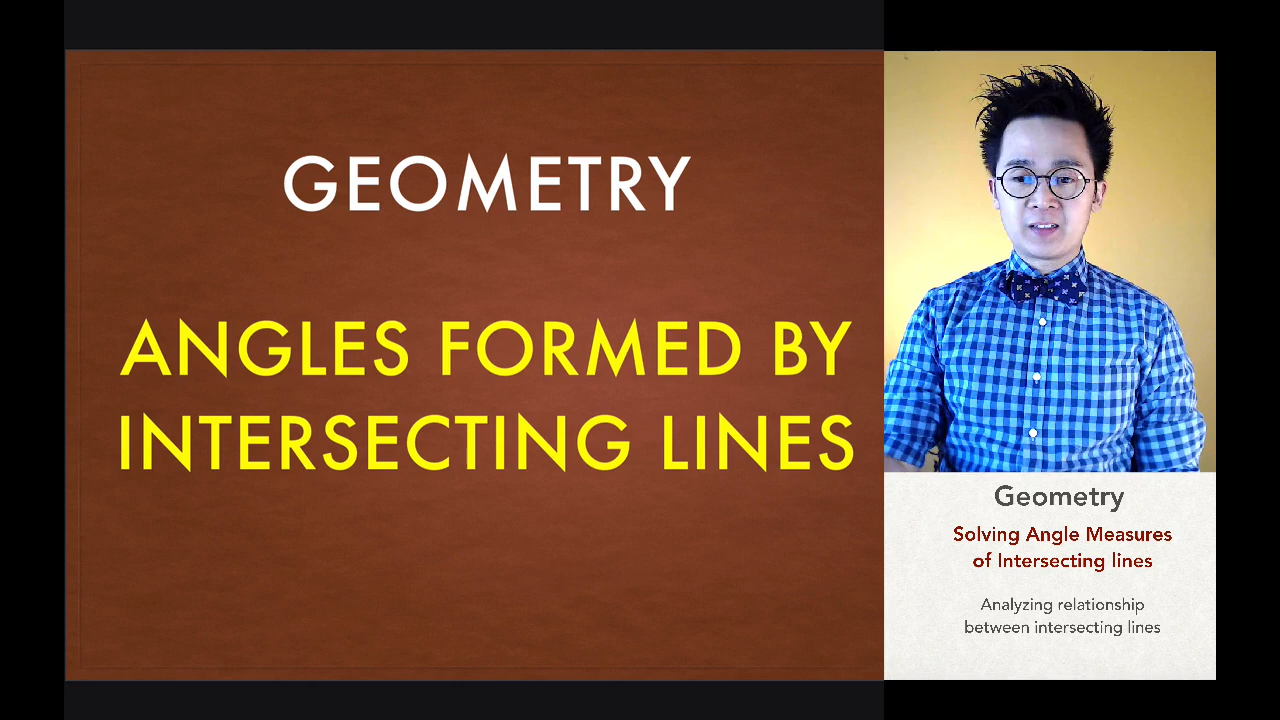 GEOMETRY
ANGLES FORMED BY
INTERSECTING LINES
Geometry
Solving Angle Measures
of Intersecting lines
Analyzing relationship
between intersecting lines